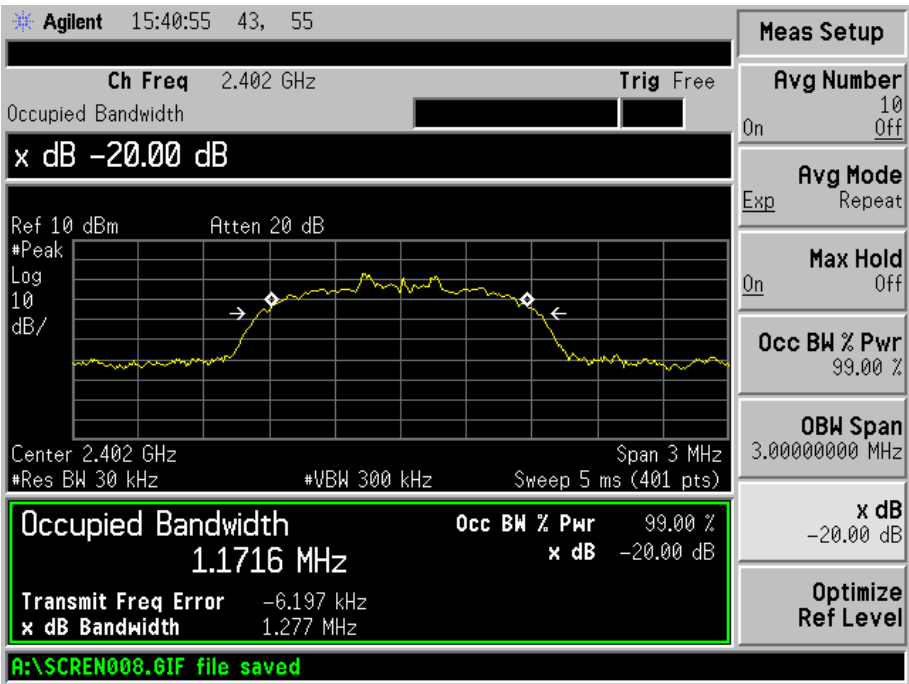 Agilent 15:40:55 43, 55
Ch Freq 2.402 GHz Trig Free
Occupied Bandwidth
x dB -20.00 dB
Ref 10 dBm Atten 20 dB
#Peak
Log
10
dB/
Center 2.402 GHz Span 3 MHz
#Res BW 30 kHz #VBW 300 kHz Sweep 5 ms (401 pts)
Occupied Bandwidth Occ BW % Pwr 99.00 %
1.1716 MHz x dB -20.00 dB
Transmit Freq Error -6.197 kHz
x dB Bandwidth 1.277 MHz
A:\SCREN008.GIF file saved
Meas Setup
Avg Number
10
On Off
Avg Mode
Exp Repeat
Max Hold
On Off
Occ BW % Pwr
99.00 %
OBW Span
3.00000000 MHz
x dB
-20.00 dB
Optimize
Ref Level